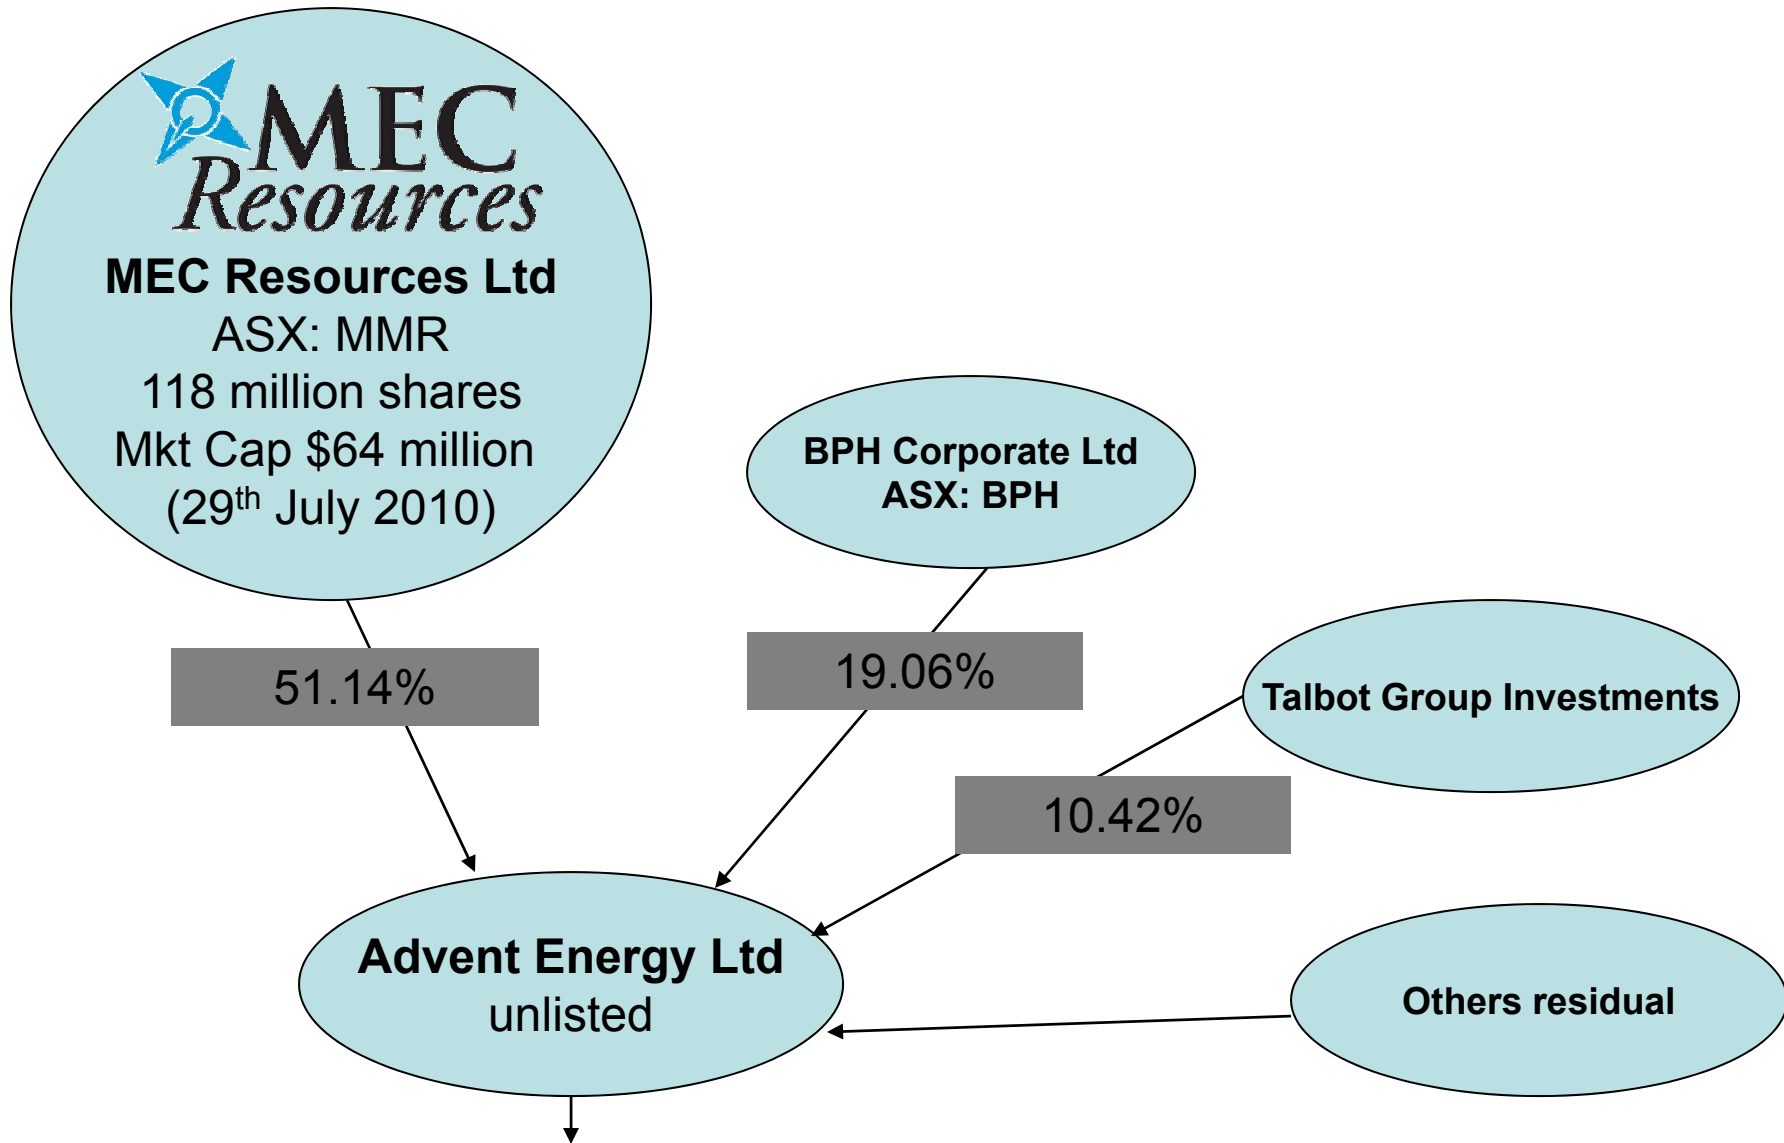 MEC
Resources
MEC Resources Ltd
ASX: MMR
118 million shares
Mkt Cap $64 million
(29th July 2010)
BPH Corporate Ltd
ASX: BPH
51.14%
19.06%
Talbot Group Investments
10.42%
Advent Energy Ltd
unlisted
Others residual